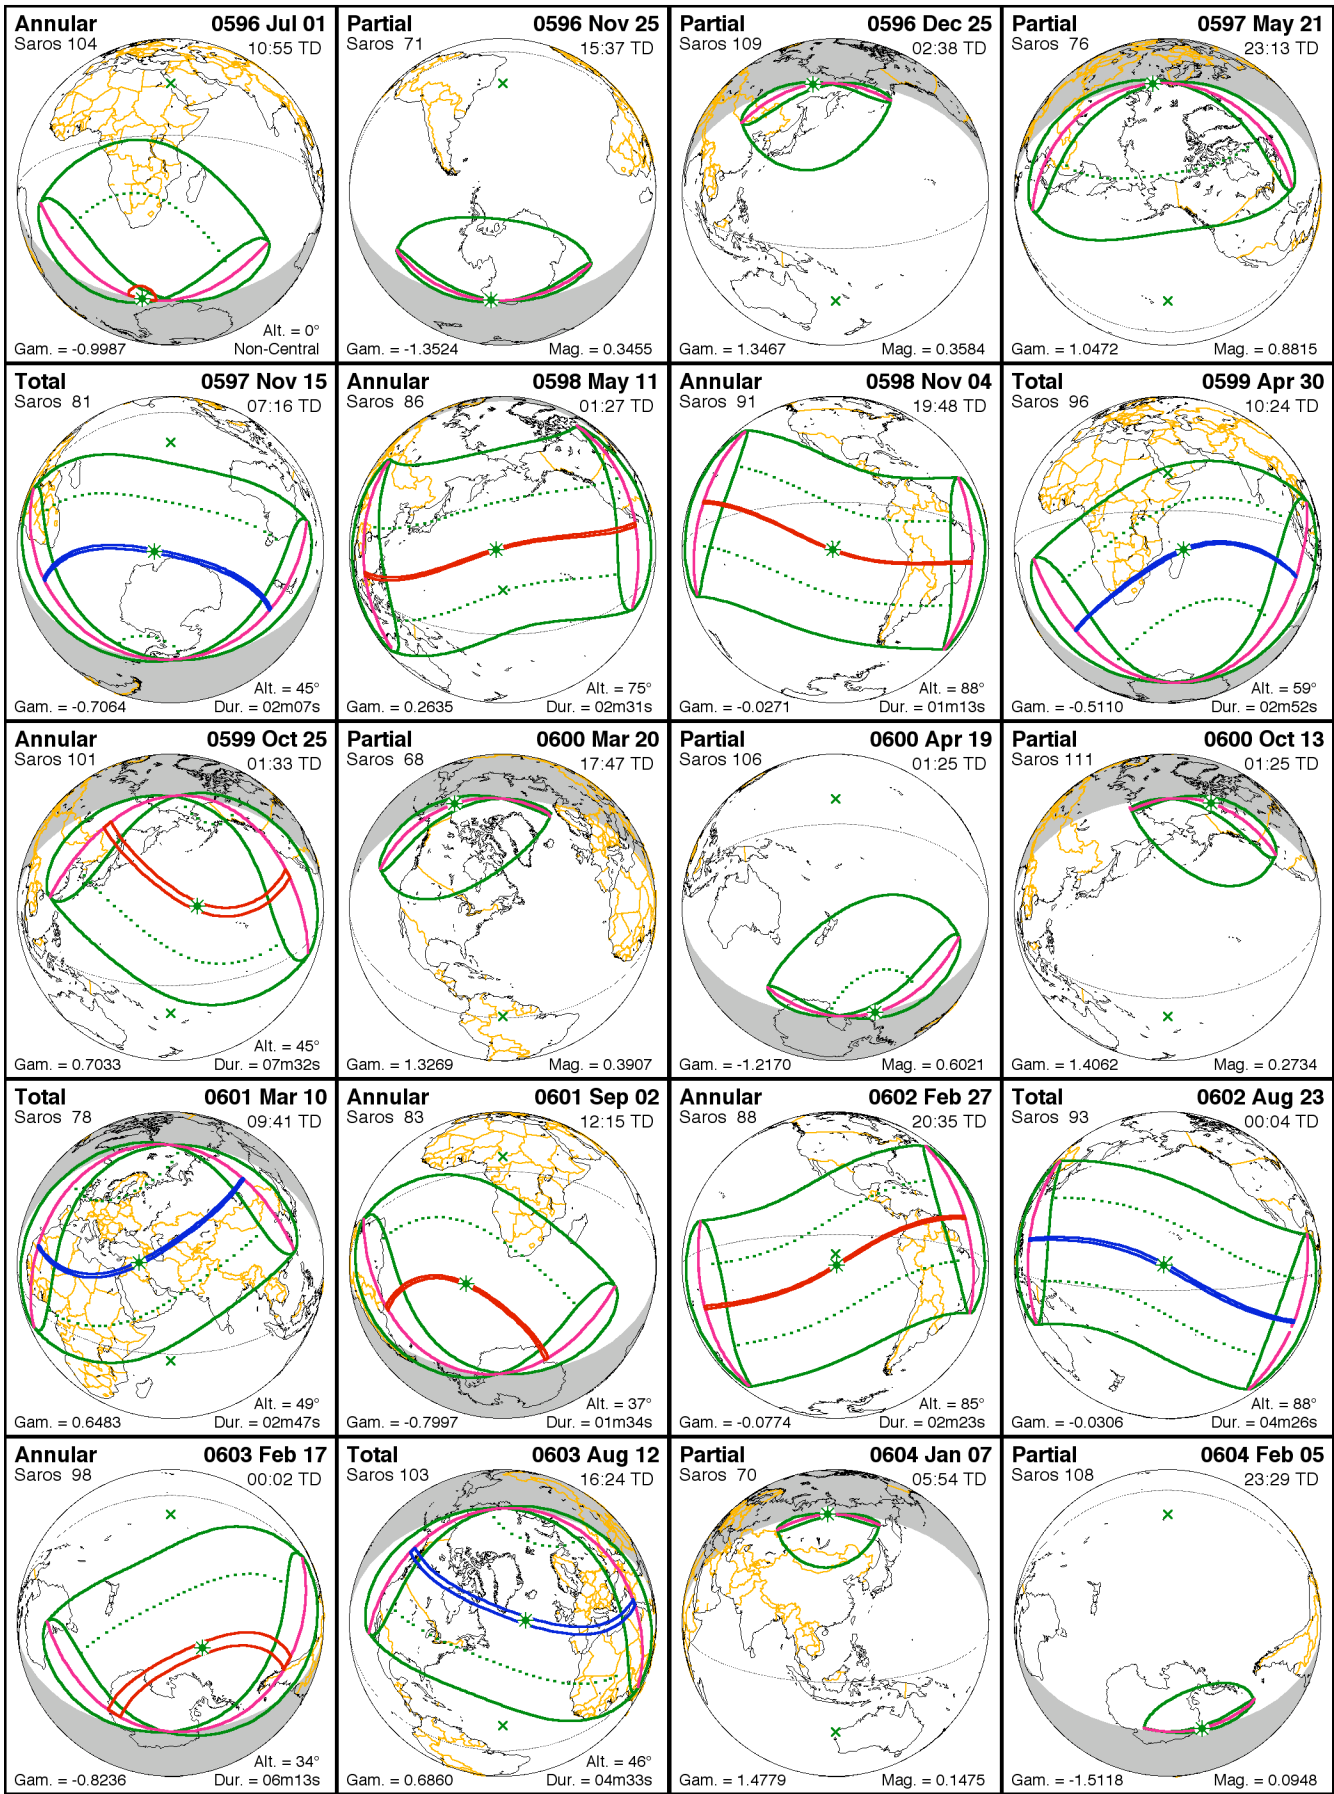 Annular 0596 Jul 01
Saros 104 10:55 TD
Alt. = 0°
Gam. = -0.9987 Non-Central
Partial 0596 Nov 25
Saros 71 15:37 TD
Gam. = -1.3524 Mag. = 0.3455
Partial 0596 Dec 25
Saros 109 02:38 TD
Gam. = 1.3467 Mag. = 0.3584
Partial 0597 May 21
Saros 76 23:13 TD
Gam. = 1.0472 Mag. = 0.8815
Total 0597 Nov 15
Saros 81 07:16 TD
Alt. = 45°
Gam. = -0.7064 Dur. = 02m07s
Annular 0598 May 11
Saros 86 01:27 TD
Alt. = 75°
Gam. = 0.2635 Dur. = 02m31s
Annular 0598 Nov 04
Saros 91 19:48 TD
Alt. = 88°
Gam. = -0.0271 Dur. = 01m13s
Total 0599 Apr 30
Saros 96 10:24 TD
Alt. = 59°
Gam. = -0.5110 Dur. = 02m52s
Annular 0599 Oct 25
Saros 101 01:33 TD
Alt. = 45°
Gam. = 0.7033 Dur. = 07m32s
Partial 0600 Mar 20
Saros 68 17:47 TD
Gam. = 1.3269 Mag. = 0.3907
Partial 0600 Apr 19
Saros 106 01:25 TD
Gam. = -1.2170 Mag. = 0.6021
Partial 0600 Oct 13
Saros 111 01:25 TD
Gam. = 1.4062 Mag. = 0.2734
Total 0601 Mar 10
Saros 78 09:41 TD
Alt. = 49°
Gam. = 0.6483 Dur. = 02m47s
Annular 0601 Sep 02
Saros 83 12:15 TD
Alt. = 37°
Gam. = -0.7997 Dur. = 01m34s
Annular 0602 Feb 27
Saros 88 20:35 TD
Alt. = 85°
Gam. = -0.0774 Dur. = 02m23s
Total 0602 Aug 23
Saros 93 00:04 TD
Alt. = 88°
Gam. = -0.0306 Dur. = 04m26s
Annular 0603 Feb 17
Saros 98 00:02 TD
Alt. = 34°
Gam. = -0.8236 Dur. = 06m13s
Total 0603 Aug 12
Saros 103 16:24 TD
Alt. = 46°
Gam. = 0.6860 Dur. = 04m33s
Partial 0604 Jan 07
Saros 70 05:54 TD
Gam. = 1.4779 Mag. = 0.1475
Partial 0604 Feb 05
Saros 108 23:29 TD
Gam. = -1.5118 Mag. = 0.0948